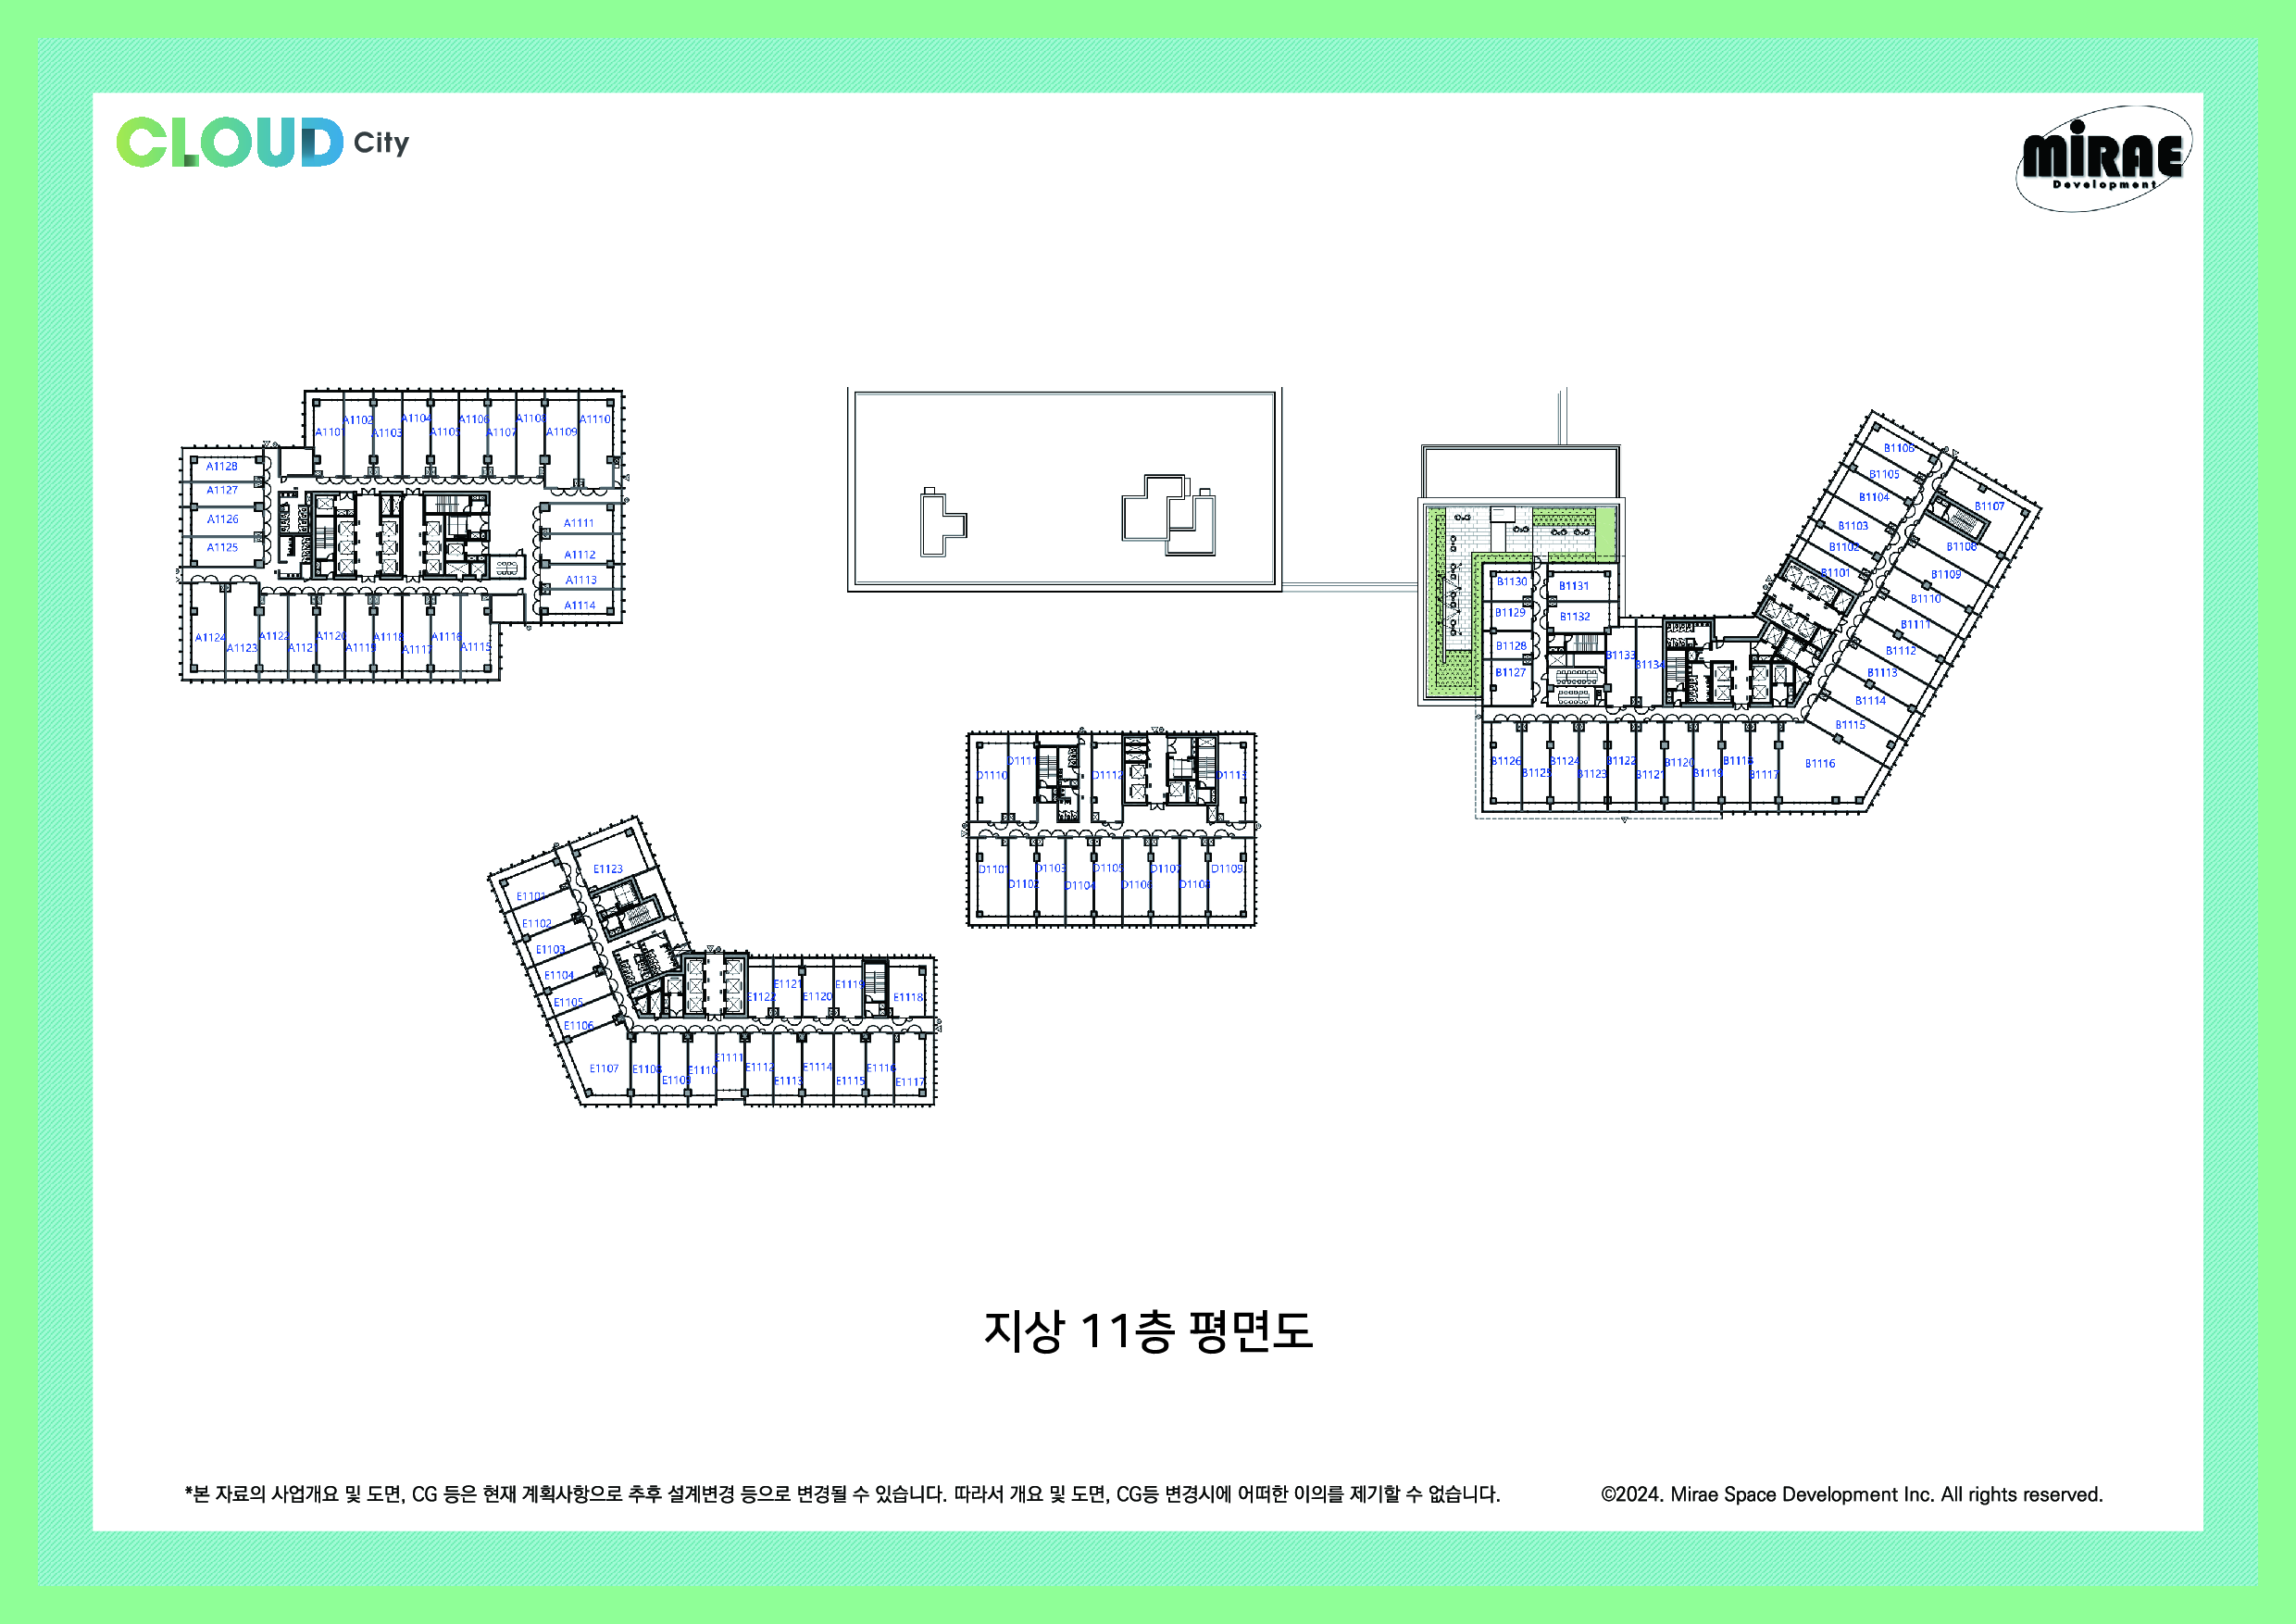 CLOUD City
MiRAE
Development
A1101
A1102
A1103
A1104
A1105
A1106
A1107
A1108
A1109
A1110
A1111
A1112
A1113
A1114
A1115
A1116
A1117
A1118
A1119
A1120
A1121
A1122
A1123
A1124
A1125
A1126
A1127
A1128
B1101
B1102
B1103
B1104
B1105
B1106
B1107
B1108
B1109
B1110
B1111
B1112
B1113
B1114
B1115
B1116
B1117
B1118
B1119
B1120
B1121
B1122
B1123
B1124
B1125
B1126
B1127
B1128
B1129
B1130
B1131
B1132
B1133
B1134
D1110
D1111
D1112
D1113
D1101
D1102
D1103
D1104
D1105
D1106
D1107
D1108
D1109
E1123
E1101
E1102
E1103
E1104
E1105
E1106
E1107
E1108
E1109
E1110
E1111
E1112
E1113
E1114
E1115
E1116
E1117
E1118
E1119
E1120
E1121
E1122
지상 11층 평면도
*본 자료의 사업개요 및 도면, CG 등은 현재 계획사항으로 추후 설계변경 등으로 변경될 수 있습니다. 따라서 개요 및 도면, CG등 변경시에 어떠한 이의를 제기할 수 없습니다.
©2024. Mirae Space Development Inc. All rights reserved.